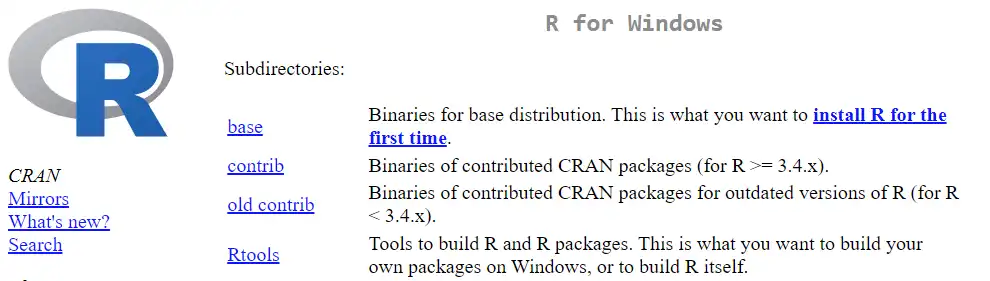 R
R for Windows
Subdirectories:
base
Binaries for base distribution. This is what you want to install R for the
first time.
contrib
Binaries of contributed CRAN packages (for R >= 3.4.x).
old contrib
Binaries of contributed CRAN packages for outdated versions of R (for R
< 3.4.x).
Rtools
Tools to build R and R packages. This is what you want to build your
own packages on Windows, or to build R itself.
CRAN
Mirrors
What's new?
Search